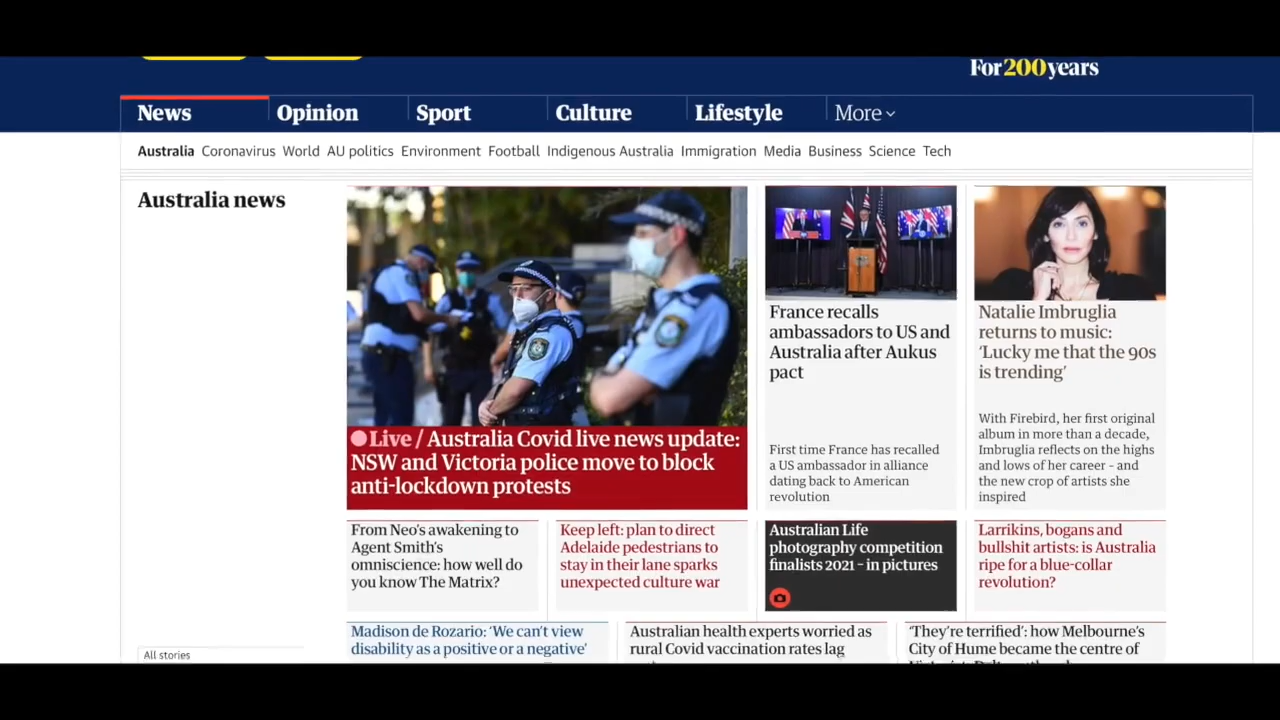 For200years
News Opinion Sport Culture Lifestyle More
Australia Coronavirus World AU politics Environment Football Indigenous Australia Immigration Media Business Science Tech
Australia news
Live / Australia Covid live news update:
NSW and Victoria police move to block
anti-lockdown protests
France recalls
ambassadors to US and
Australia after Aukus
pact
First time France has recalled
a US ambassador in alliance
dating back to American
revolution
Natalie Imbruglia
returns to music:
‘Lucky me that the 90s
is trending’
With Firebird, her first original
album in more than a decade,
Imbruglia reflects on the highs
and lows of her career – and
the new crop of artists she
inspired
From Neo’s awakening to
Agent Smith’s
omniscience: how well do
you know The Matrix?
Keep left: plan to direct
Adelaide pedestrians to
stay in their lane sparks
unexpected culture war
Australian Life
photography competition
finalists 2021 – in pictures
Larrikins, bogans and
bullshit artists: is Australia
ripe for a blue-collar
revolution?
All stories
Madison de Rozario: ‘We can’t view
disability as a positive or a negative’
Australian health experts worried as
rural Covid vaccination rates lag
‘They’re terrified’: how Melbourne’s
City of Hume became the centre of